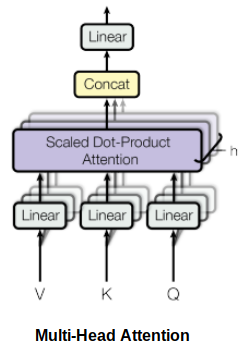 Linear
Concat
Scaled Dot-Product
Attention
h
Linear Linear Linear
V K Q
Multi-Head Attention